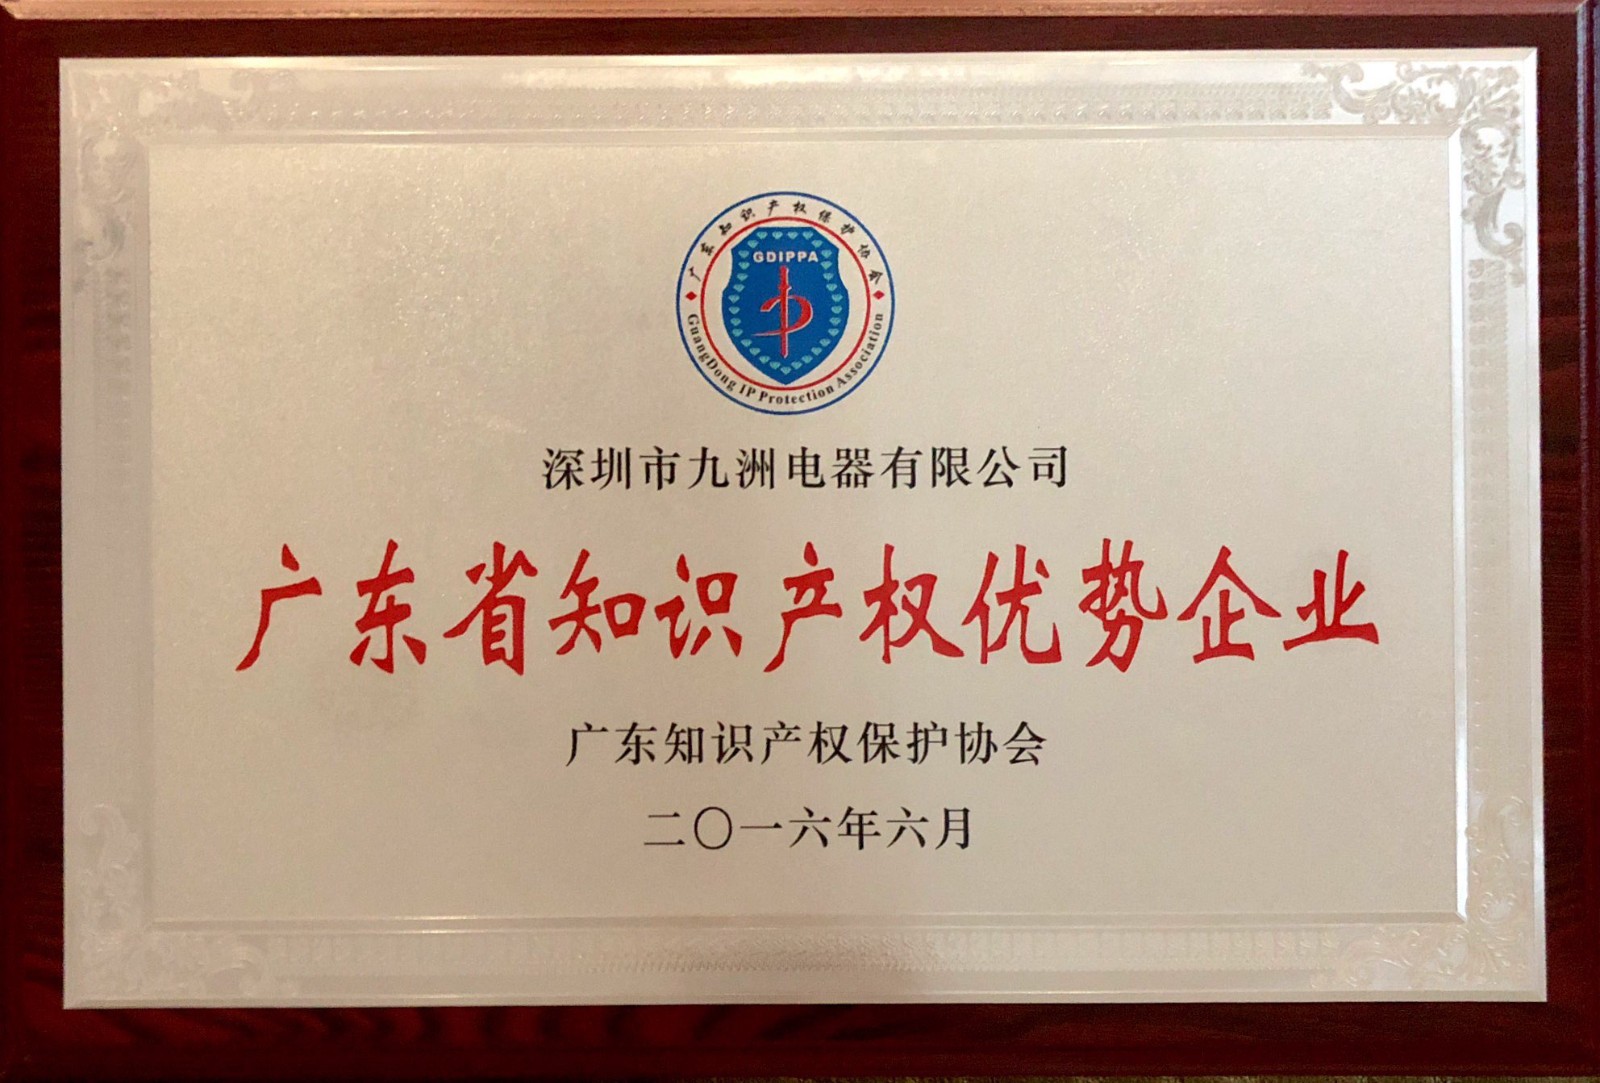 广东知识产权保护协会
GDIPPA
GuangDong IP Protection Association
深圳市九洲电器有限公司
广东省知识产权优势企业
广东知识产权保护协会
二〇一六年六月